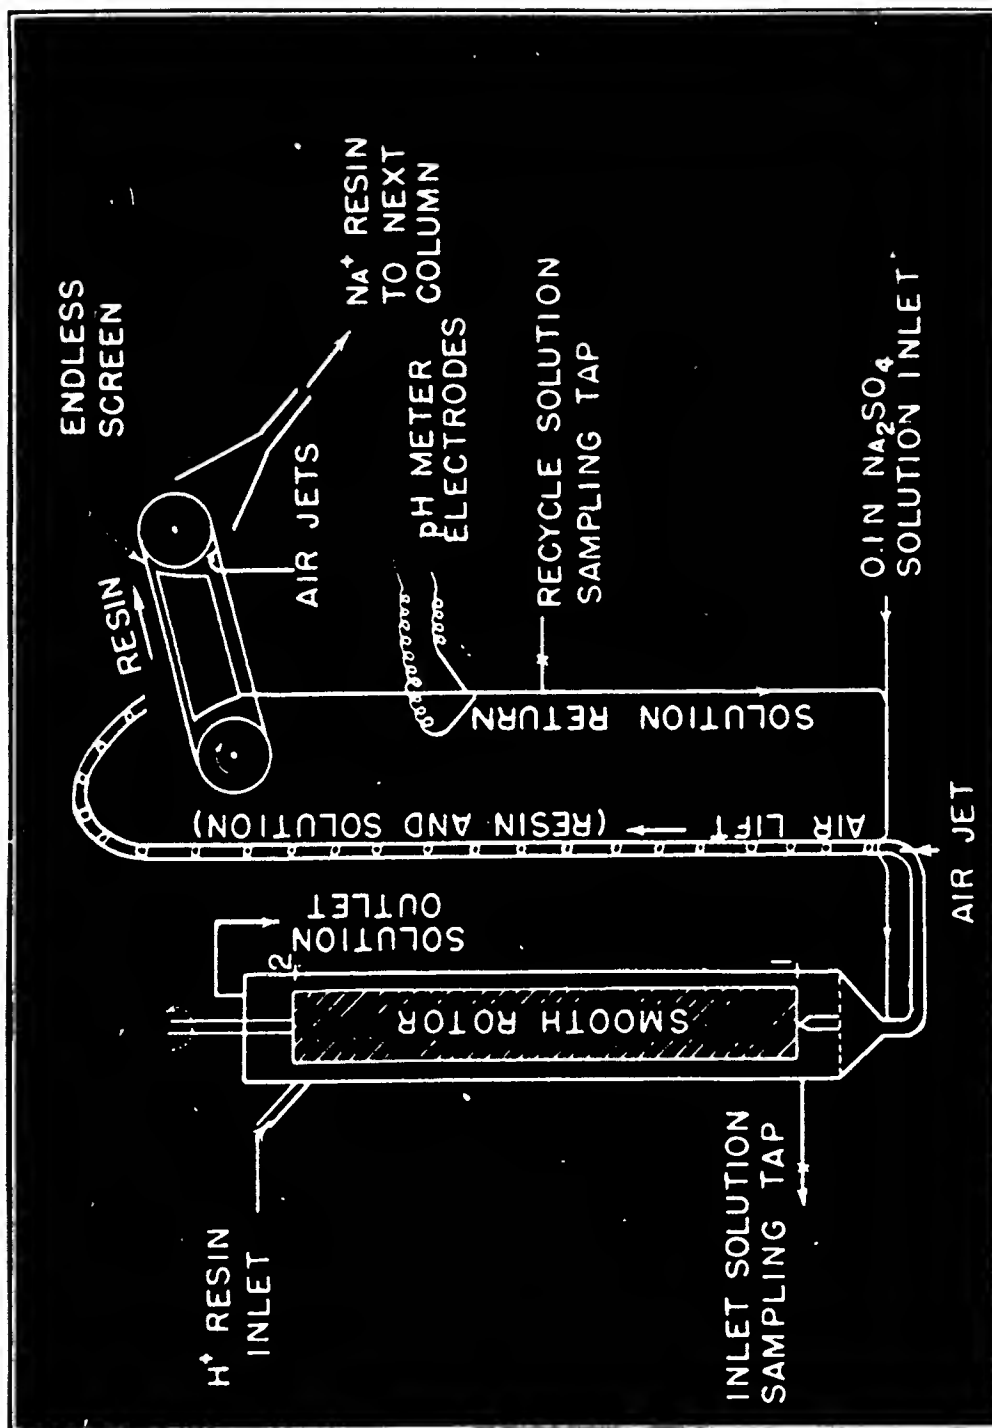 ENDLESS
SCREEN
RESIN
NA⁺ RESIN
TO NEXT
COLUMN
AIR JETS
pH METER
ELECTRODES
RECYCLE SOLUTION
SAMPLING TAP
0.1N NA₂SO₄
SOLUTION INLET
SOLUTION RETURN
AIR LIFT (RESIN AND SOLUTION)
AIR JET
SOLUTION
OUTLET
2
1
SMOOTH ROTOR
H⁺ RESIN
INLET
INLET SOLUTION
SAMPLING TAP